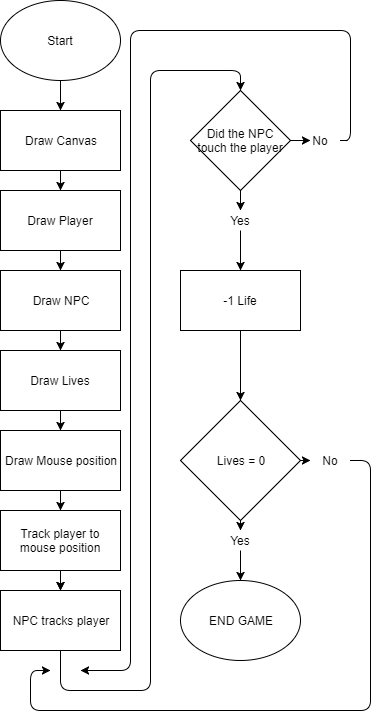 Start
Draw Canvas
Draw Player
Draw NPC
Draw Lives
Draw Mouse position
Track player to
mouse position
NPC tracks player
Did the NPC
touch the player
No
Yes
-1 Life
Lives = 0
No
Yes
END GAME